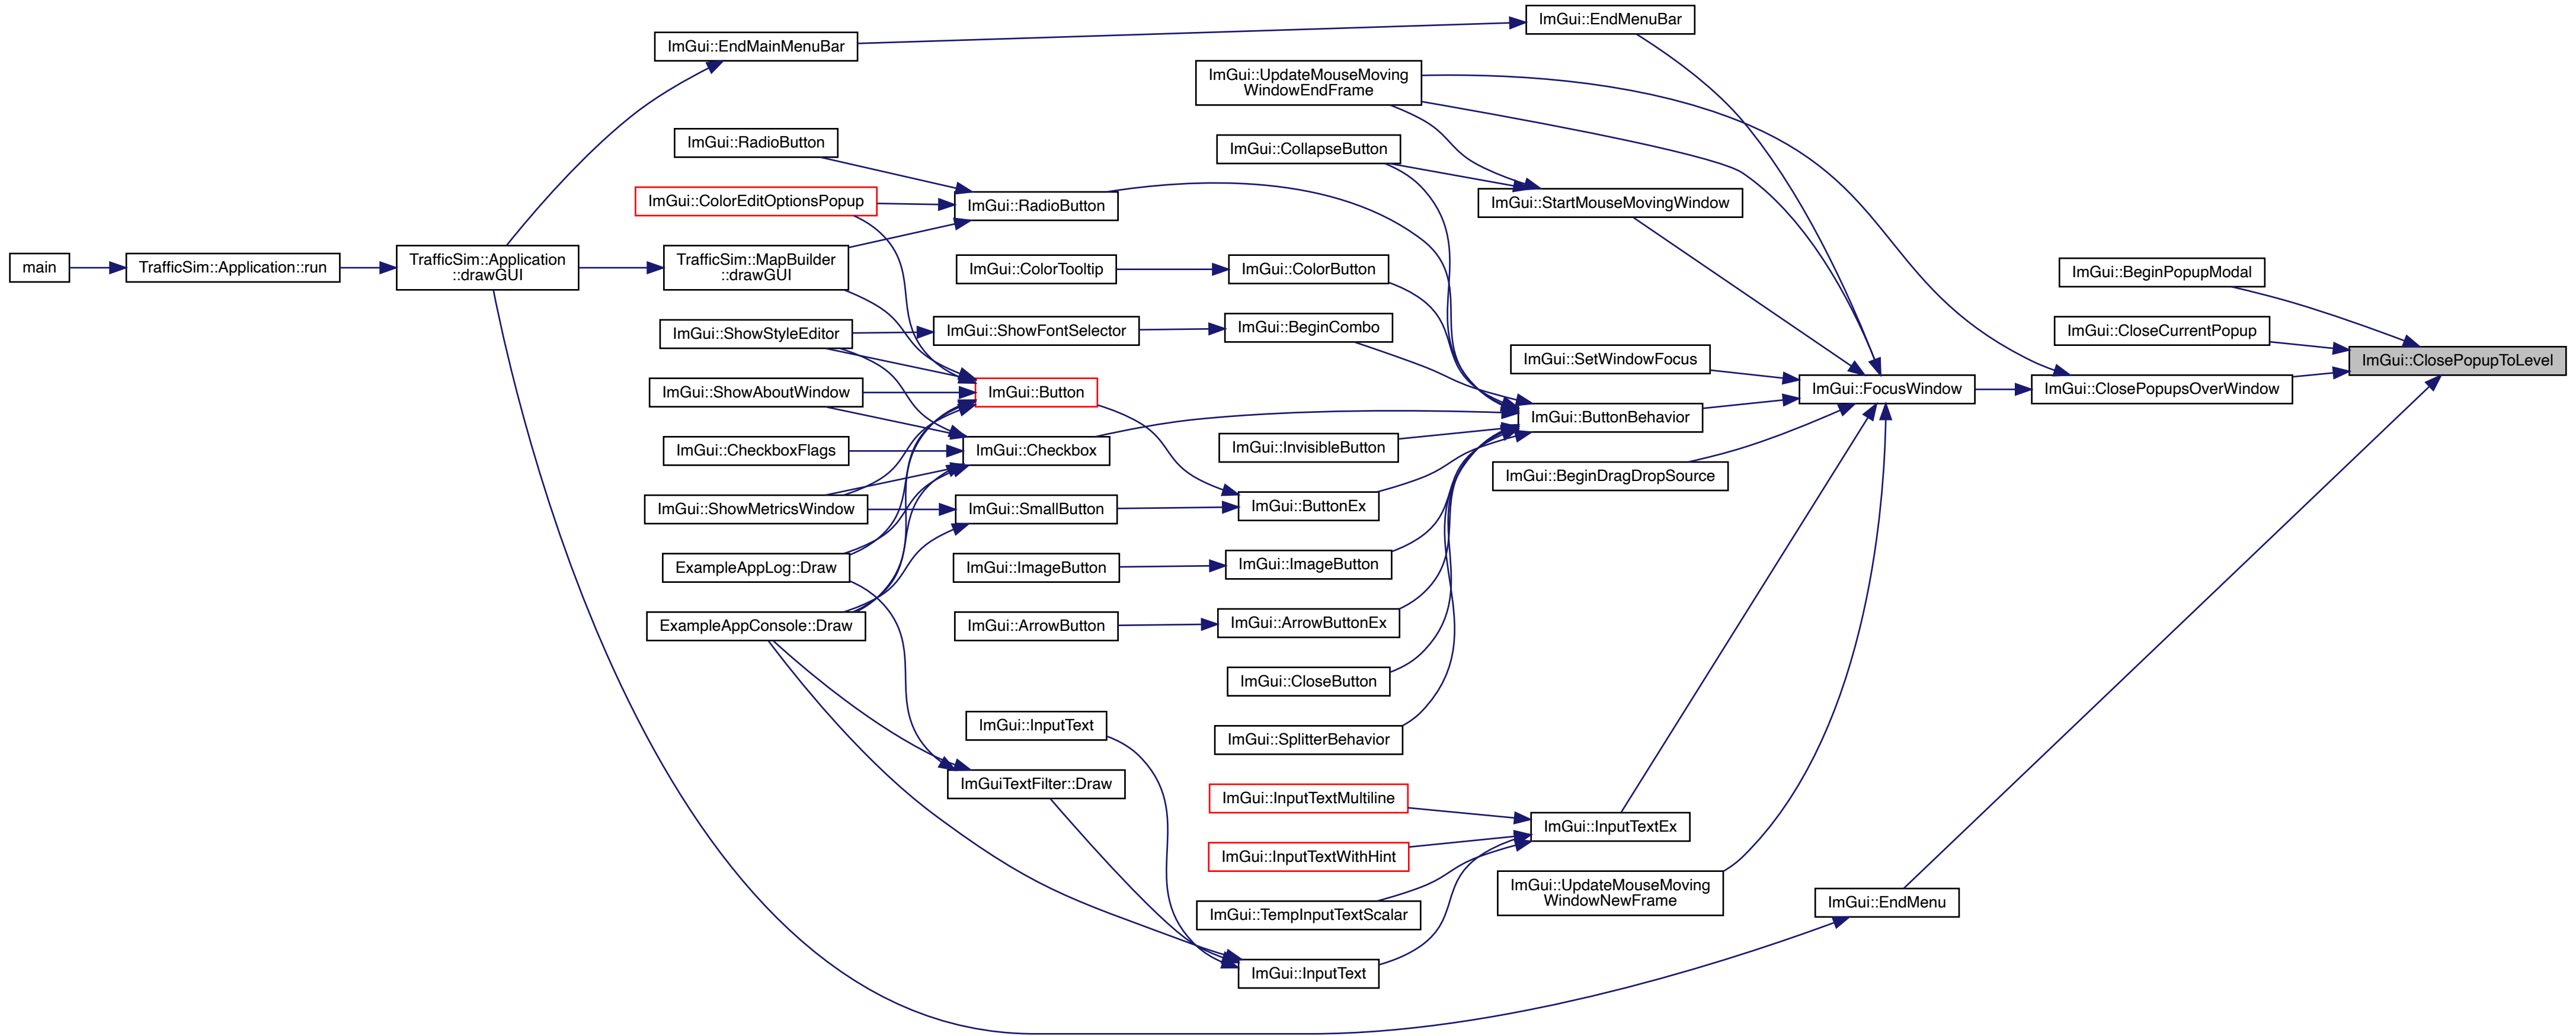 ImGui::EndMenuBar
ImGui::EndMainMenuBar
ImGui::UpdateMouseMoving
WindowEndFrame
ImGui::RadioButton
ImGui::CollapseButton
ImGui::ColorEditOptionsPopup
ImGui::RadioButton
ImGui::StartMouseMovingWindow
main
TrafficSim::Application::run
TrafficSim::Application
::drawGUI
TrafficSim::MapBuilder
::drawGUI
ImGui::ColorTooltip
ImGui::ColorButton
ImGui::BeginPopupModal
ImGui::ShowStyleEditor
ImGui::ShowFontSelector
ImGui::BeginCombo
ImGui::CloseCurrentPopup
ImGui::SetWindowFocus
ImGui::ClosePopupToLevel
ImGui::ShowAboutWindow
ImGui::Button
ImGui::FocusWindow
ImGui::ClosePopupsOverWindow
ImGui::ButtonBehavior
ImGui::CheckboxFlags
ImGui::Checkbox
ImGui::InvisibleButton
ImGui::BeginDragDropSource
ImGui::ShowMetricsWindow
ImGui::SmallButton
ImGui::ButtonEx
ExampleAppLog::Draw
ImGui::ImageButton
ImGui::ImageButton
ExampleAppConsole::Draw
ImGui::ArrowButton
ImGui::ArrowButtonEx
ImGui::CloseButton
ImGui::InputText
ImGui::SplitterBehavior
ImGuiTextFilter::Draw
ImGui::InputTextMultiline
ImGui::InputTextEx
ImGui::InputTextWithHint
ImGui::UpdateMouseMoving
WindowNewFrame
ImGui::TempInputTextScalar
ImGui::EndMenu
ImGui::InputText